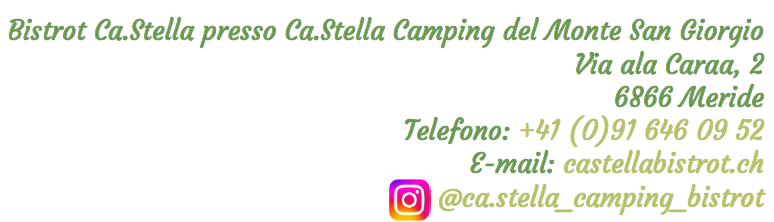 Bistrot Ca.Stella presso Ca.Stella Camping del Monte San Giorgio
Via ala Caraa, 2
6866 Meride
Telefono: +41 (0)91 646 09 52
E-mail: castellabistrot.ch
@ca.stella_camping_bistrot